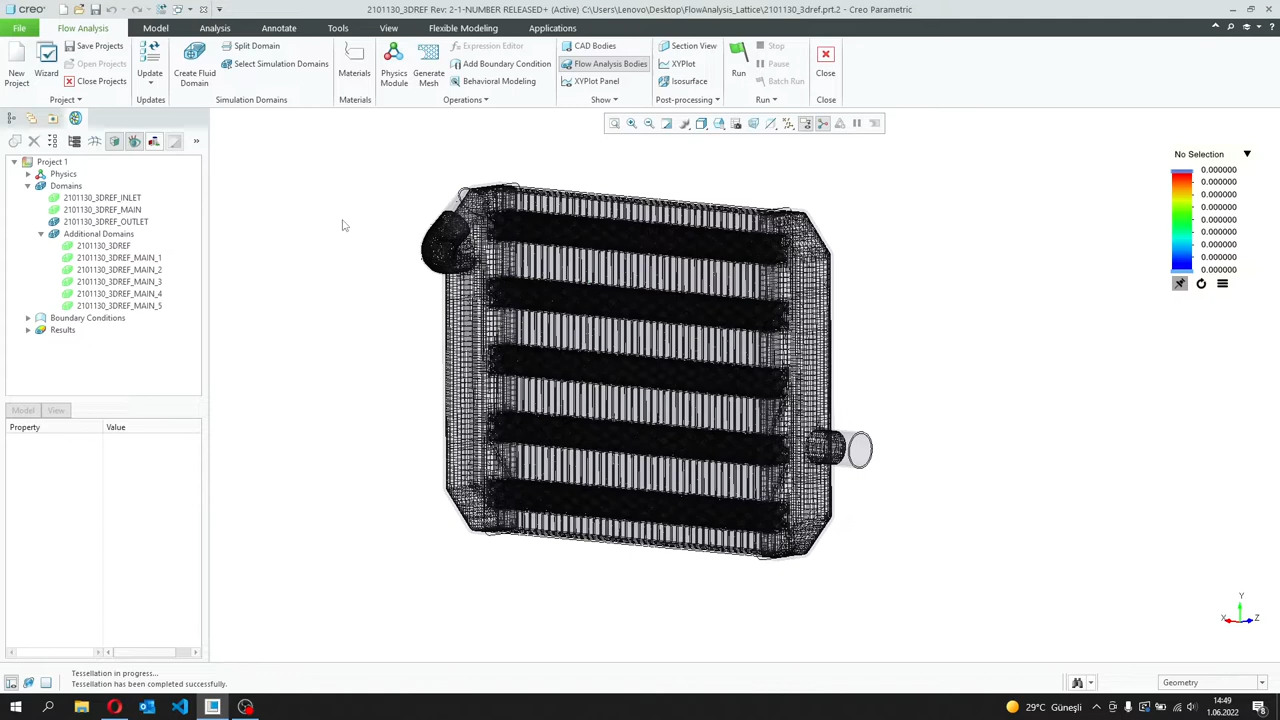 creo
2101130_3DREF Rev: 2-1-NUMBER RELEASED+ (Active) C:\Users\Lenovo\Desktop\FlowAnalysis_Lattice\2101130_3dref.prt.2 - Creo Parametric
File Flow Analysis Model Analysis Annotate Tools View Flexible Modeling Applications
New Project
Wizard
Save Projects
Open Projects
Close Projects
Project
Update
Updates
Create Fluid Domain
Split Domain
Select Simulation Domains
Simulation Domains
Materials
Materials
Physics Module
Generate Mesh
Expression Editor
Add Boundary Condition
Behavioral Modeling
Operations
CAD Bodies
Flow Analysis Bodies
XYPlot Panel
Show
Section View
XYPlot
Isosurface
Post-processing
Run
Stop
Pause
Batch Run
Run
Close
Close
Project 1
Physics
Domains
2101130_3DREF_INLET
2101130_3DREF_MAIN
2101130_3DREF_OUTLET
Additional Domains
2101130_3DREF
2101130_3DREF_MAIN_1
2101130_3DREF_MAIN_2
2101130_3DREF_MAIN_3
2101130_3DREF_MAIN_4
2101130_3DREF_MAIN_5
Boundary Conditions
Results
Model View
Property Value
No Selection
0.000000
0.000000
0.000000
0.000000
0.000000
0.000000
0.000000
0.000000
0.000000
Y
X Z
Tessellation in progress...
Tessellation has been completed successfully.
Geometry
29°C Güneşli
14:49
1.06.2022
8